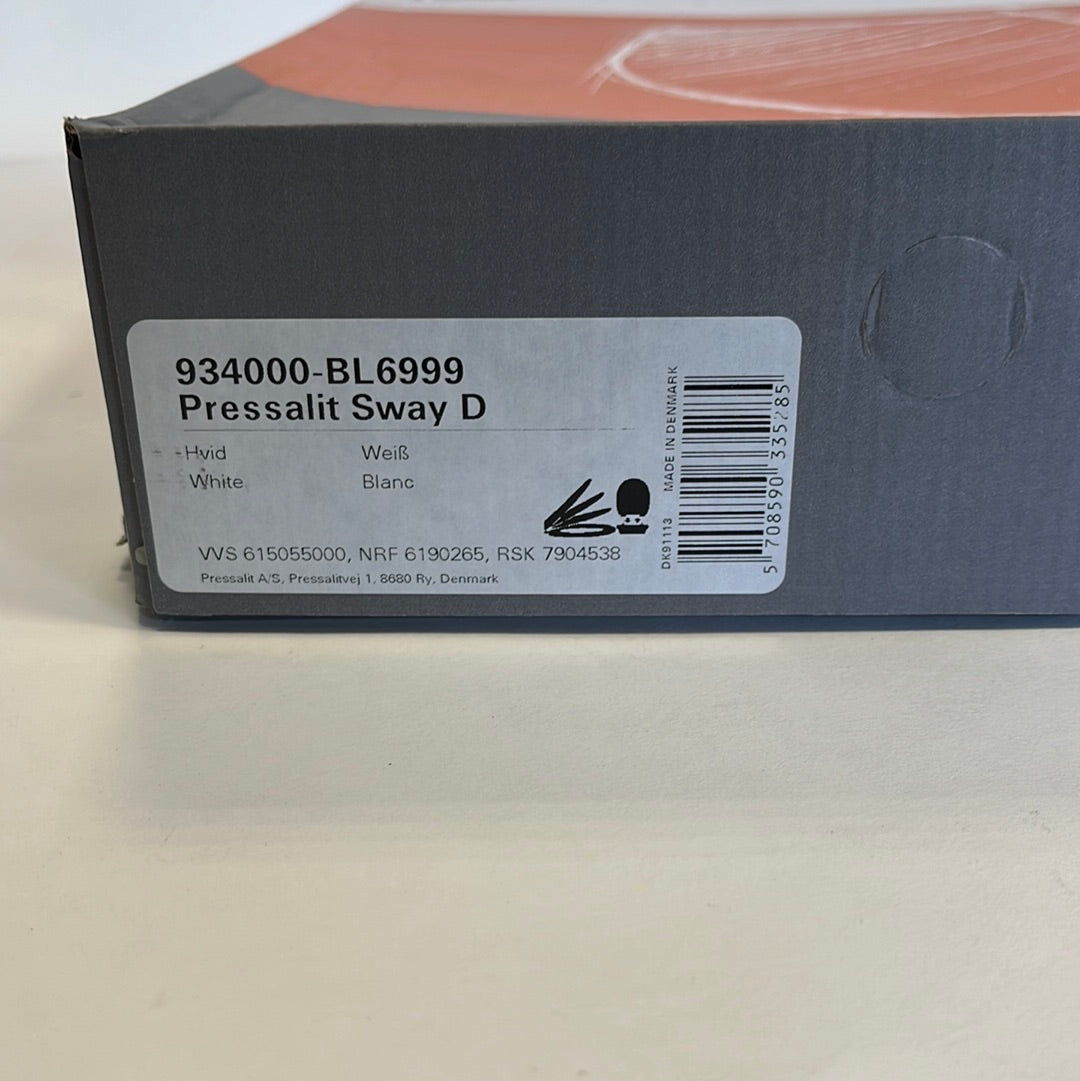 934000-BL6999
Pressalit Sway D
Hvid Weiß
White Blanc
VVS 615055000, NRF 6190265, RSK 7904538
Pressalit A/S, Pressalitvej 1, 8680 Ry, Denmark
DK91113 MADE IN DENMARK
5 708590 335285